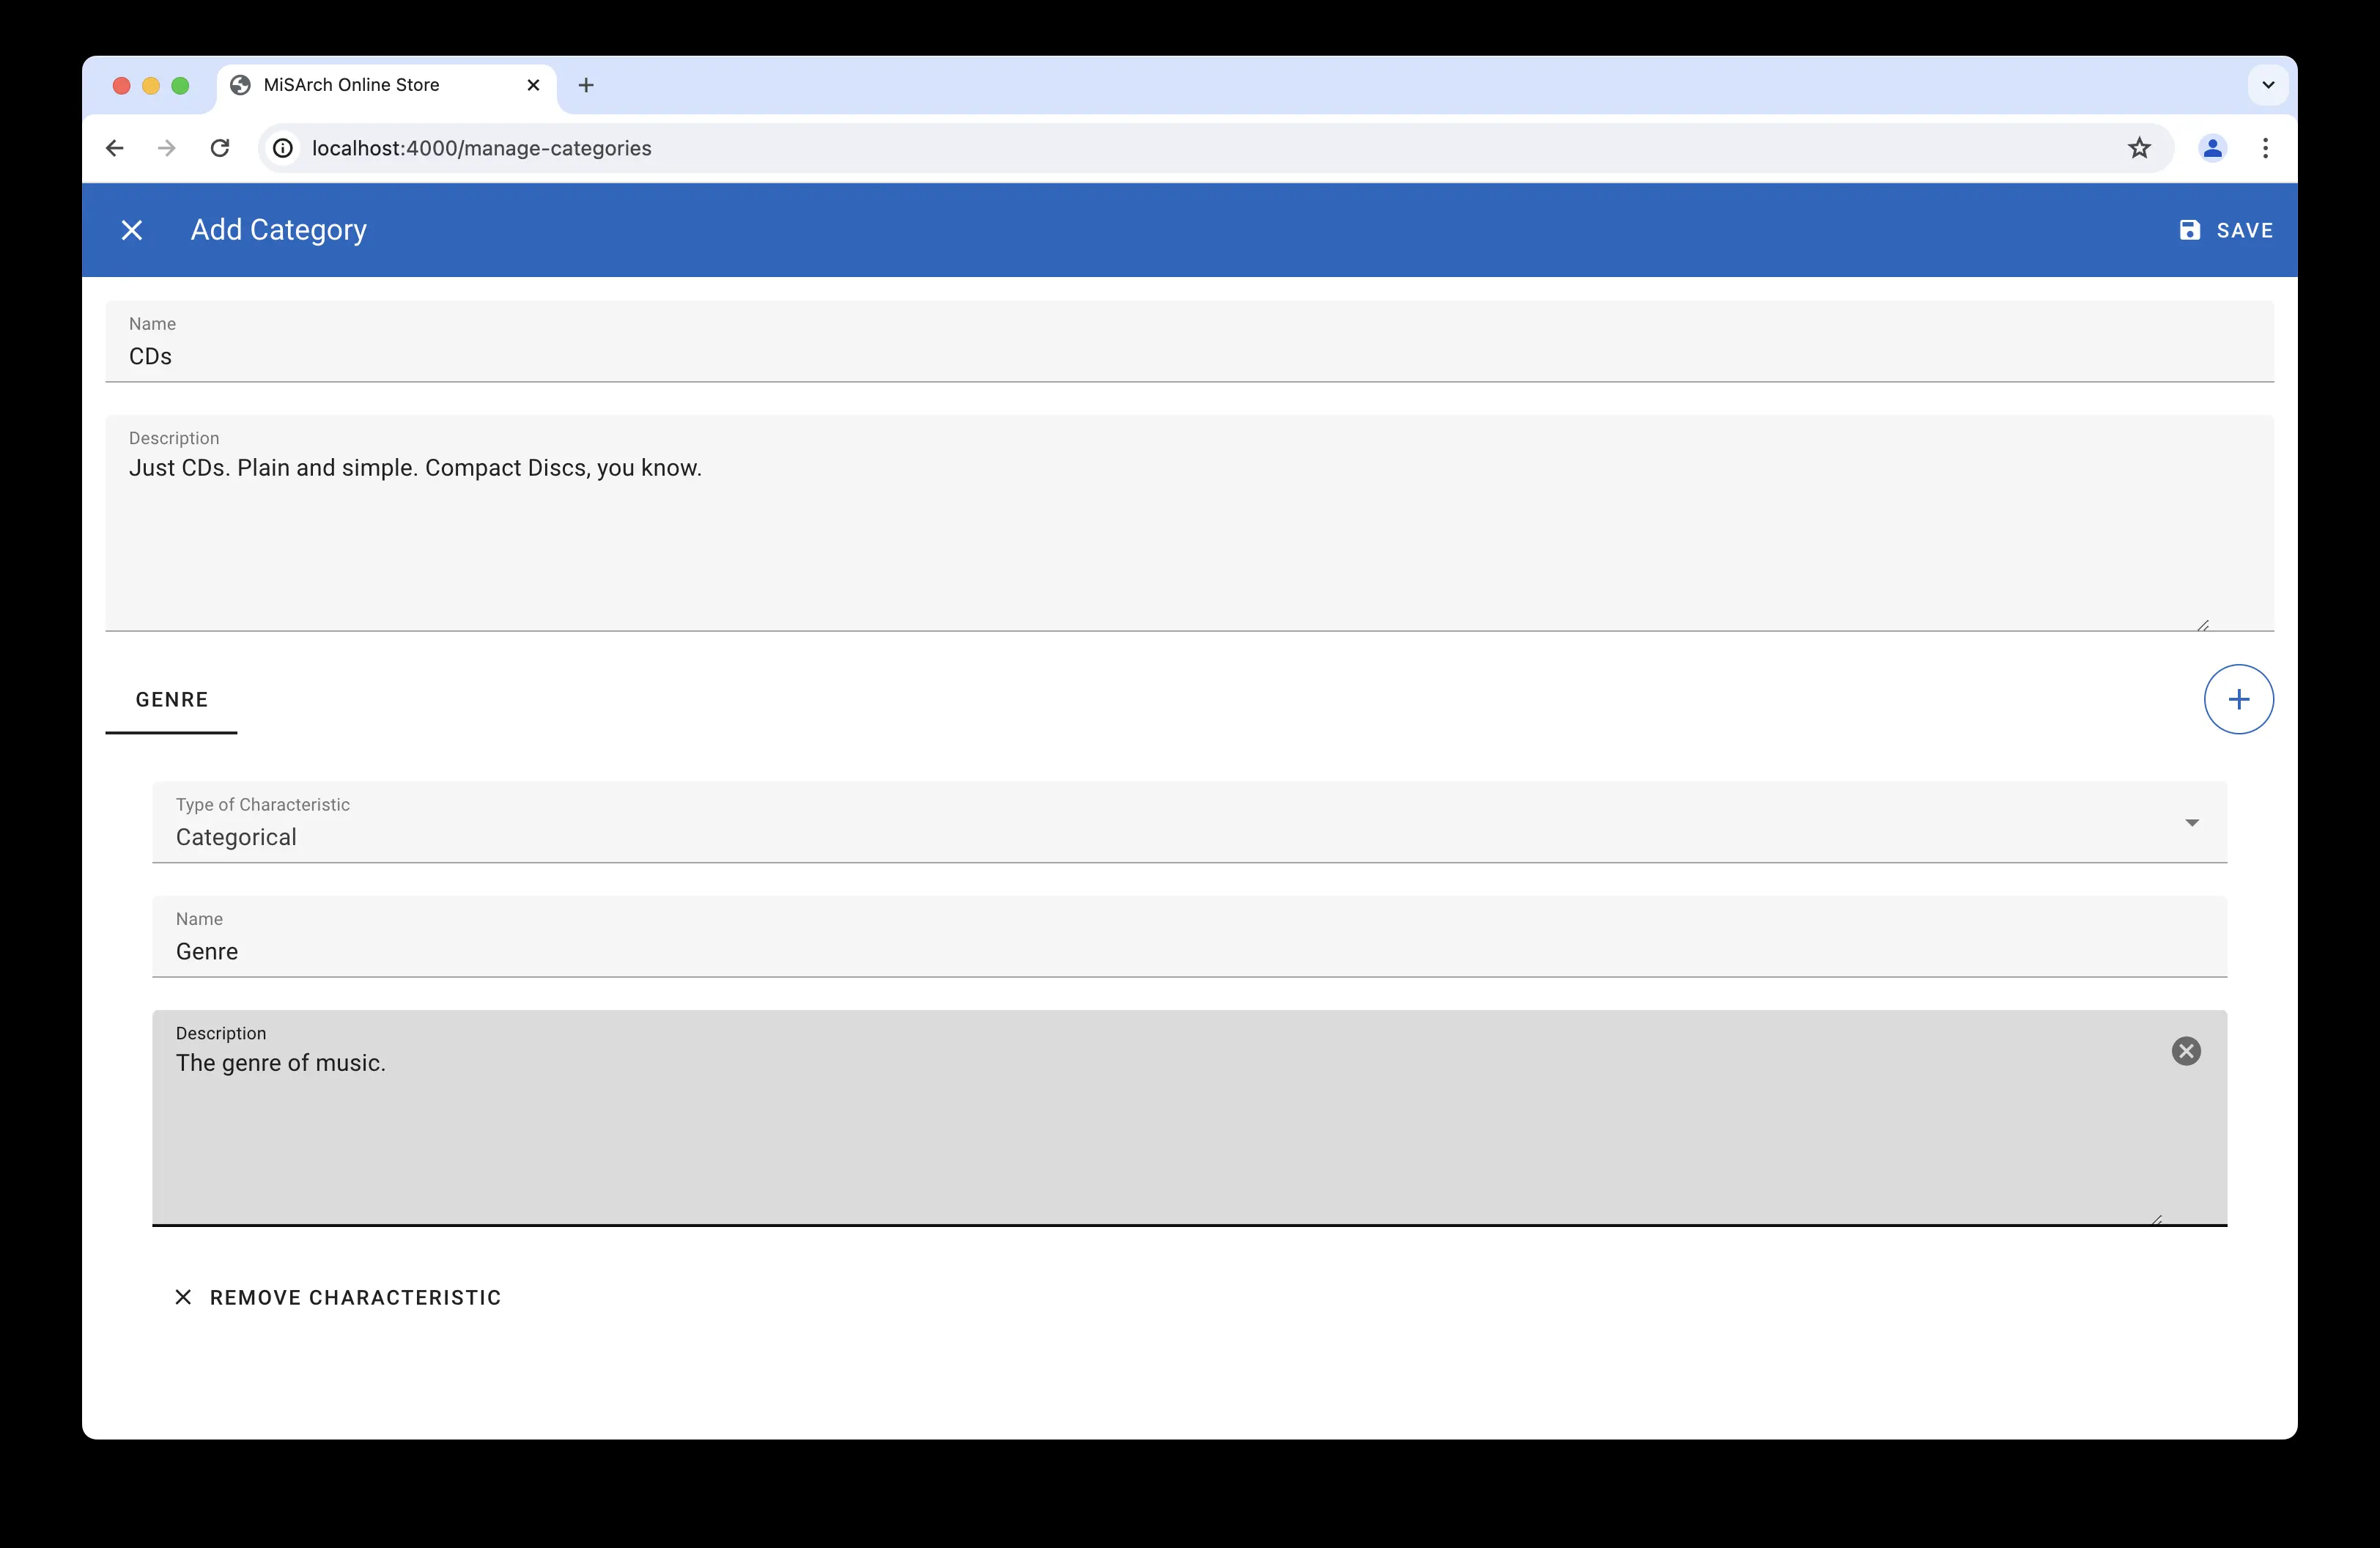 MiSArch Online Store
localhost:4000/manage-categories
Add Category
SAVE
Name
CDs
Description
Just CDs. Plain and simple. Compact Discs, you know.
GENRE
Type of Characteristic
Categorical
Name
Genre
Description
The genre of music.
REMOVE CHARACTERISTIC